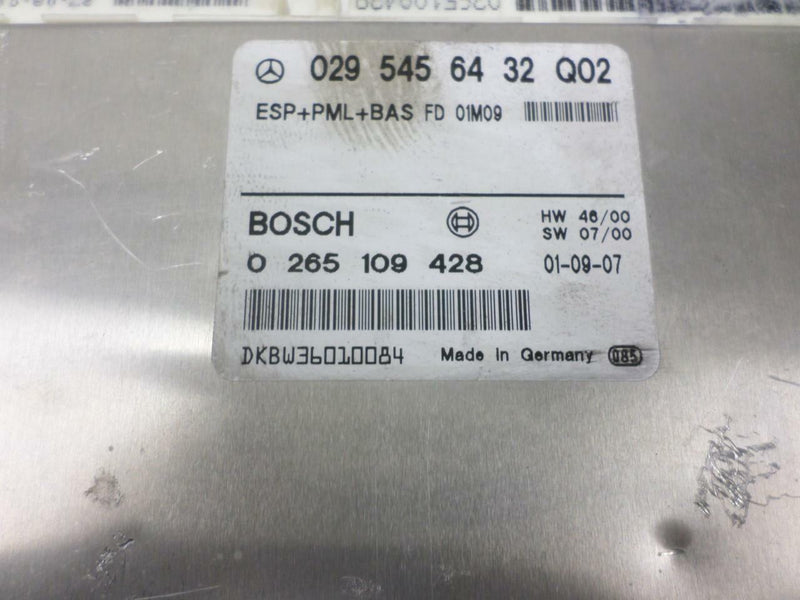 029 545 64 32 Q02
ESP+PML+BAS FD 01M09
BOSCH
HW 46/00
SW 07/00
0 265 109 428
01-09-07
DKBW36010084
Made in Germany
085